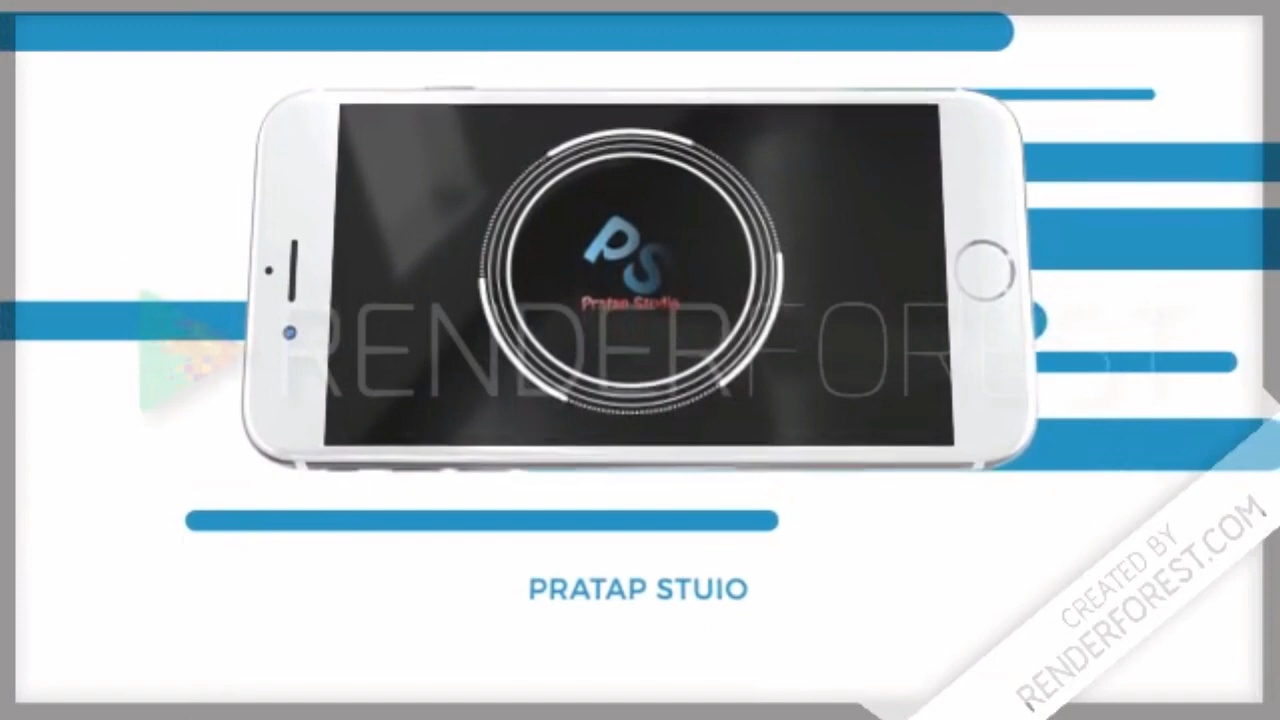 PS
Pratap Studio
RENDERFOREST
PRATAP STUIO
CREATED BY
RENDERFOREST.COM